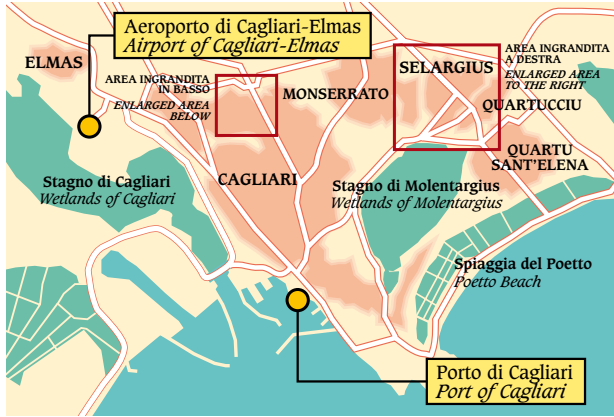 Aeroporto di Cagliari-Elmas
Airport of Cagliari-Elmas
ELMAS
AREA INGRANDITA
IN BASSO
ENLARGED AREA
BELOW
MONSERRATO
SELARGIUS
AREA INGRANDITA
A DESTRA
ENLARGED AREA
TO THE RIGHT
QUARTUCCIU
QUARTU
SANT'ELENA
CAGLIARI
Stagno di Cagliari
Wetlands of Cagliari
Stagno di Molentargius
Wetlands of Molentargius
Spiaggia del Poetto
Poetto Beach
Porto di Cagliari
Port of Cagliari